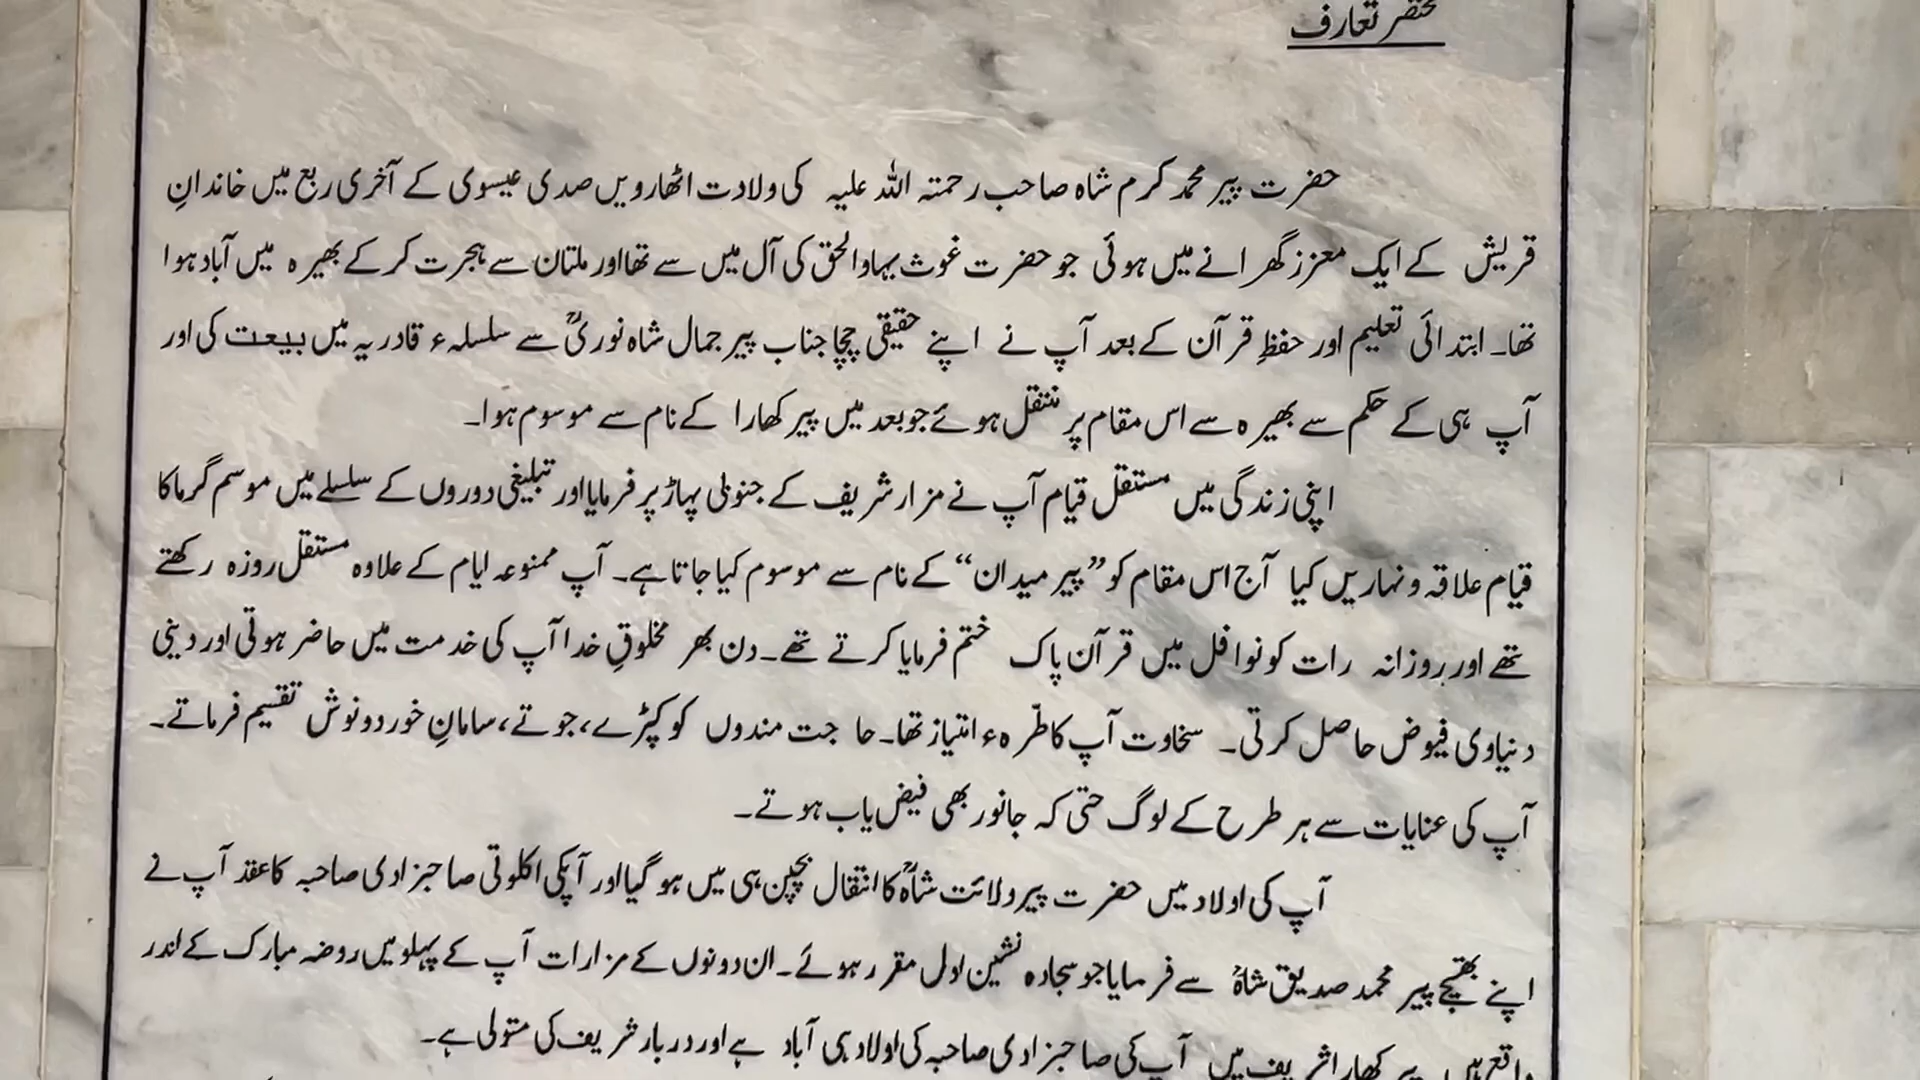 مختصر تعارف
حضرت پیر محمد کرم شاہ صاحب رحمتہ اللہ علیہ کی ولادت اٹھارویں صدی عیسوی کے آخری ربع میں خاندانِ
قریش کے ایک معزز گھرانے میں ہوئی جو حضرت غوث بہاوالحق کی آل میں سے تھا اور ملتان سے ہجرت کر کے بھیرہ میں آباد ہوا
تھا۔ ابتدائی تعلیم اور حفظِ قرآن کے بعد آپ نے اپنے حقیقی چچا جناب پیر جمال شاہ نوریؒ سے سلسلہء قادریہ میں بیعت کی اور
آپ ہی کے حکم سے بھیرہ سے اس مقام پر منتقل ہوئے جو بعد میں پیر کھارا کے نام سے موسوم ہوا۔
اپنی زندگی میں مستقل قیام آپ نے مزار شریف کے جنوبی پہاڑ پر فرمایا اور تبلیغی دوروں کے سلسلے میں موسم گرما کا
قیام علاقہ ونہار میں کیا آج اس مقام کو ”پیر میدان“ کے نام سے موسوم کیا جاتا ہے۔ آپ ممنوعہ ایام کے علاوہ مستقل روزہ رکھتے
تھے اور روزانہ رات کو نوافل میں قرآن پاک ختم فرمایا کرتے تھے۔ دن بھر مخلوقِ خدا آپ کی خدمت میں حاضر ہوتی اور دینی
دنیاوی فیوض حاصل کرتی۔ سخاوت آپ کا طرّہء امتیاز تھا۔ حاجت مندوں کو کپڑے، جوتے، سامانِ خوردونوش تقسیم فرماتے۔
آپ کی عنایات سے ہر طرح کے لوگ حتیٰ کہ جانور بھی فیض یاب ہوتے۔
آپ کی اولاد میں حضرت پیر ولائت شاہؒ کا انتقال بچپن ہی میں ہو گیا اور آپکی اکلوتی صاحبزادی صاحبہ کا عقد آپ نے
اپنے بھتیجے پیر محمد صدیق شاہؒ سے فرمایا جو سجادہ نشین اول مقرر ہوئے۔ ان دونوں کے مزارات آپ کے پہلو میں روضہ مبارک کے اندر
واقع ہیں۔ پیر کھارا شریف میں آپ کی صاحبزادی صاحبہ کی اولاد ہی آباد ہے اور دربار شریف کی متولی ہے۔